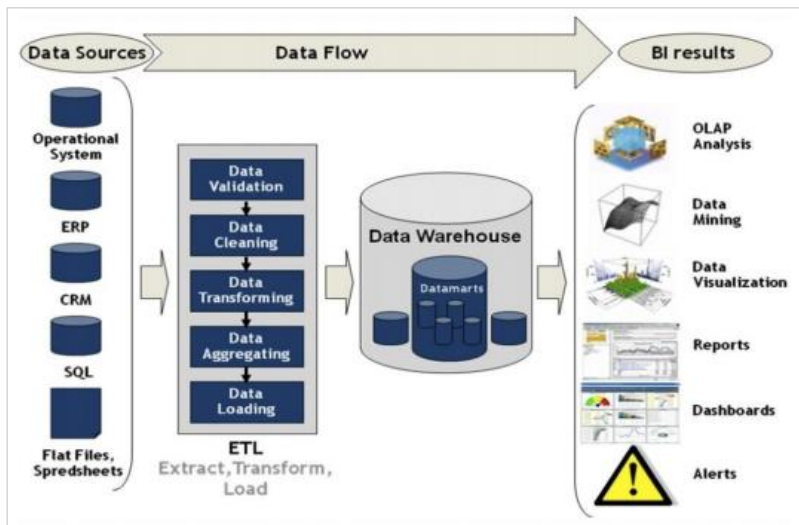 Data Sources
Data Flow
BI results
Operational
System
ERP
CRM
SQL
Flat Files,
Spredsheets
Data
Validation
Data
Cleaning
Data
Transforming
Data
Aggregating
Data
Loading
ETL
Extract,Transform,
Load
Data Warehouse
Datamarts
OLAP
Analysis
Data
Mining
Data
Visualization
Reports
Dashboards
Alerts